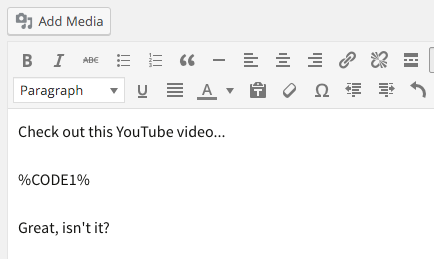 Add Media
B I ABC
Paragraph U A T Ω
Check out this YouTube video...
%CODE1%
Great, isn't it?